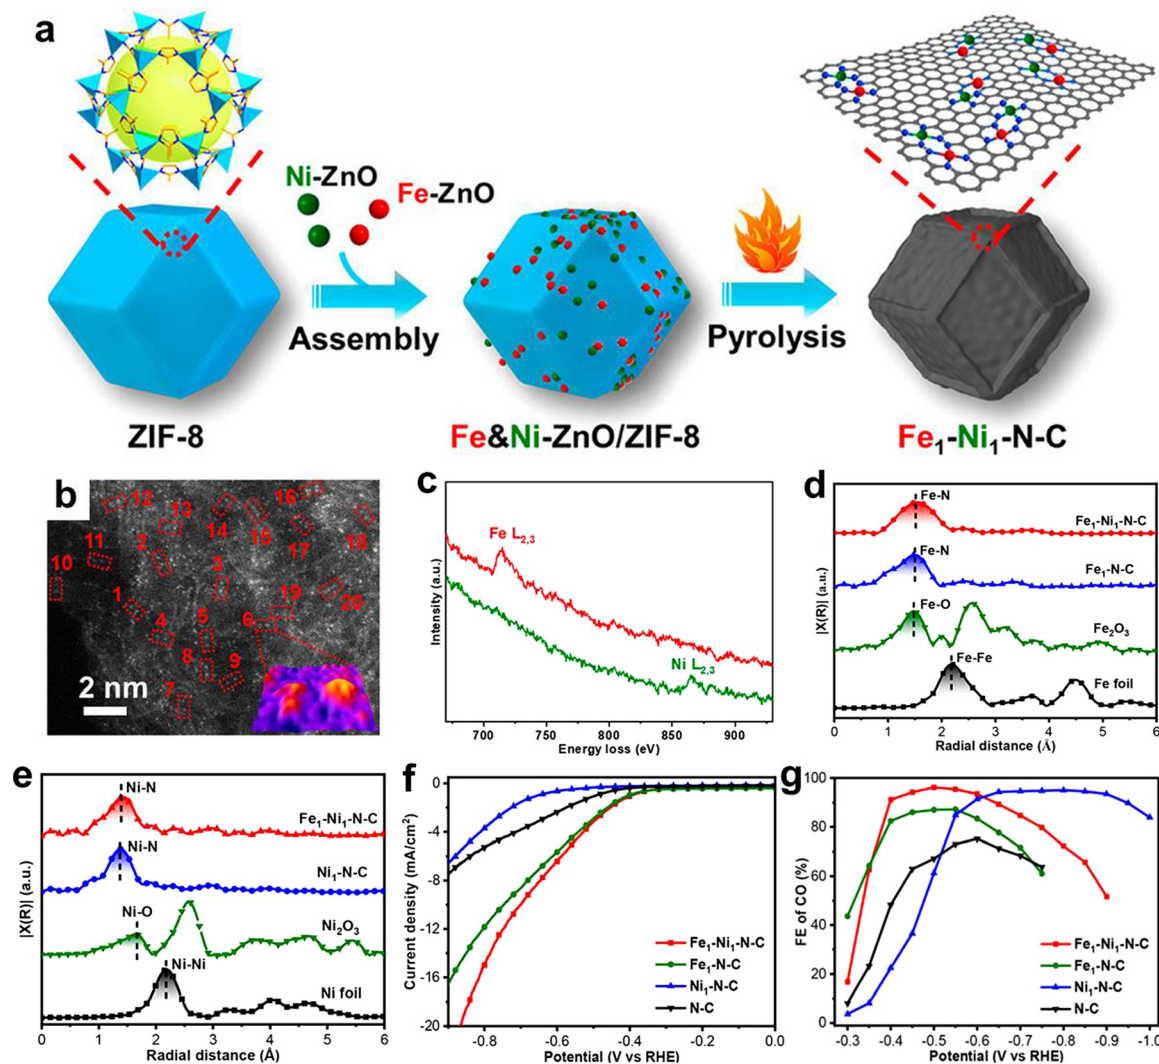 a
Ni-ZnO
Fe-ZnO
Assembly
Pyrolysis
ZIF-8
Fe&Ni-ZnO/ZIF-8
Fe₁-Ni₁-N-C
b
12
13
16
14
15
17
18
11
2
10
3
1
19
20
4
5
6
8
9
7
2 nm
c
Fe L₂,₃
Ni L₂,₃
Intensity (a.u.)
700 750 800 850 900
Energy loss (eV)
d
Fe-N
Fe₁-Ni₁-N-C
Fe-N
Fe₁-N-C
Fe-O
Fe₂O₃
Fe-Fe
Fe foil
|X(R)| (a.u.)
0 1 2 3 4 5 6
Radial distance (Å)
e
Ni-N
Fe₁-Ni₁-N-C
Ni-N
Ni₁-N-C
Ni-O
Ni₂O₃
Ni-Ni
Ni foil
|X(R)| (a.u.)
0 1 2 3 4 5 6
Radial distance (Å)
f
Current density (mA/cm²)
0
-4
-8
-12
-16
-20
Fe₁-Ni₁-N-C
Fe₁-N-C
Ni₁-N-C
N-C
-0.8 -0.6 -0.4 -0.2 0.0
Potential (V vs RHE)
g
FE of CO (%)
100
80
60
40
20
0
Fe₁-Ni₁-N-C
Fe₁-N-C
Ni₁-N-C
N-C
-0.3 -0.4 -0.5 -0.6 -0.7 -0.8 -0.9 -1.0
Potential (V vs RHE)